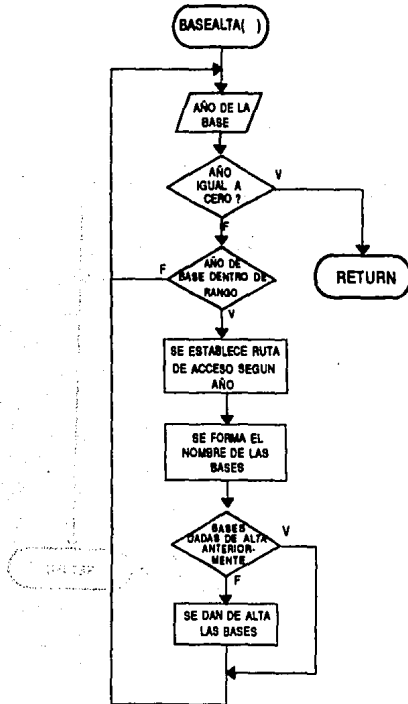 BASEALTA( )
AÑO DE LA
BASE
AÑO
IGUAL A
CERO ?
V
F
RETURN
AÑO DE
BASE DENTRO DE
RANGO
F
V
SE ESTABLECE RUTA
DE ACCESO SEGUN
AÑO
SE FORMA EL
NOMBRE DE LAS
BASES
BASES
DADAS DE ALTA
ANTERIOR-
MENTE
V
F
SE DAN DE ALTA
LAS BASES